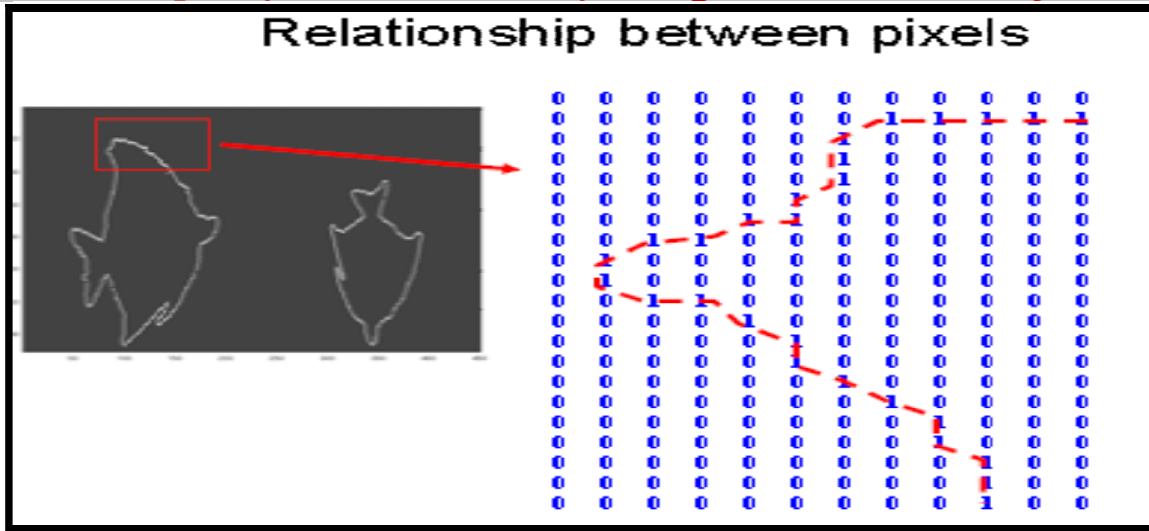 Relationship between pixels
0 0 0 0 0 0 0 0 0 0 0 0
0 0 0 0 0 0 0 1 1 1 1 1
0 0 0 0 0 0 1 0 0 0 0 0
0 0 0 0 0 0 1 0 0 0 0 0
0 0 0 0 0 0 1 0 0 0 0 0
0 0 0 0 0 1 0 0 0 0 0 0
0 0 0 0 1 1 0 0 0 0 0 0
0 0 1 1 0 0 0 0 0 0 0 0
0 1 0 0 0 0 0 0 0 0 0 0
0 1 0 0 0 0 0 0 0 0 0 0
0 0 1 1 0 0 0 0 0 0 0 0
0 0 0 0 1 0 0 0 0 0 0 0
0 0 0 0 0 1 0 0 0 0 0 0
0 0 0 0 0 1 0 0 0 0 0 0
0 0 0 0 0 0 1 0 0 0 0 0
0 0 0 0 0 0 0 1 0 0 0 0
0 0 0 0 0 0 0 0 1 0 0 0
0 0 0 0 0 0 0 0 1 0 0 0
0 0 0 0 0 0 0 0 0 1 0 0
0 0 0 0 0 0 0 0 0 1 0 0
0 0 0 0 0 0 0 0 0 1 0 0